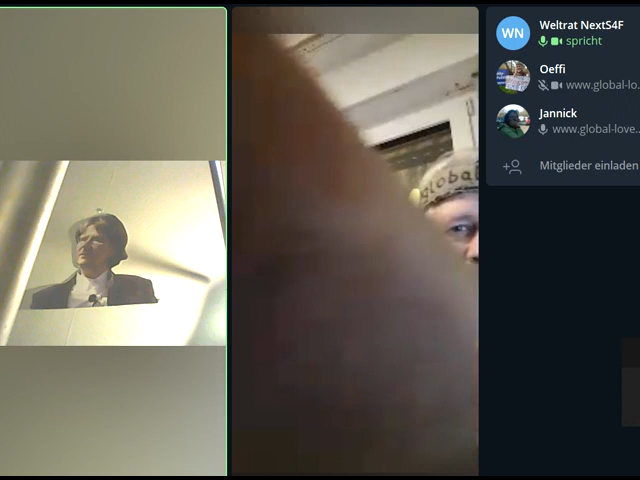 global
WN
Weltrat NextS4F
spricht
Oeffi
www.global-lo...
Jannick
www.global-love...
Mitglieder einladen